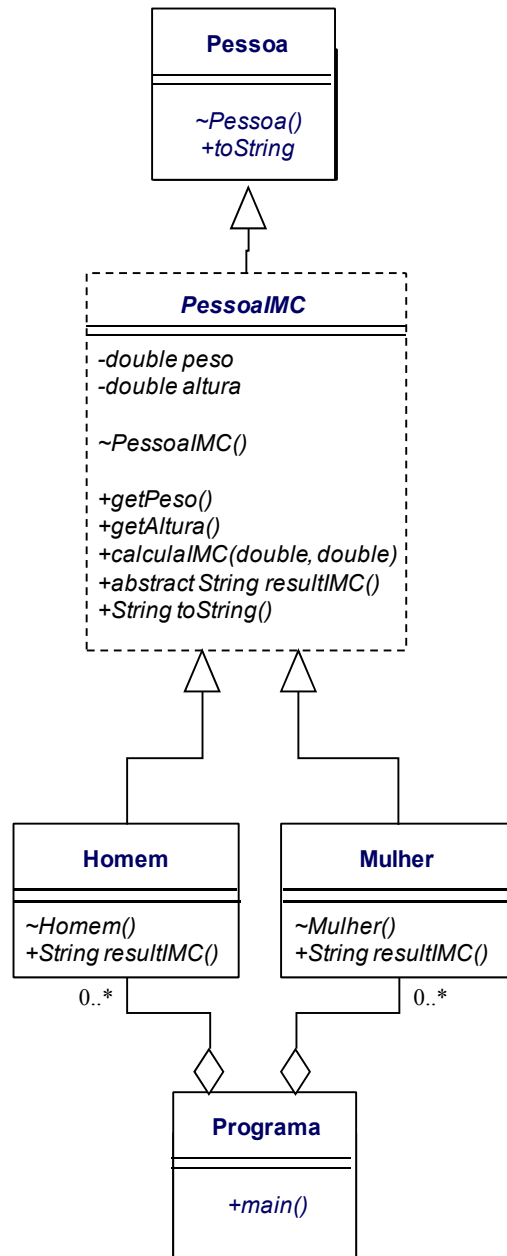 Pessoa
~Pessoa()
+toString
PessoaIMC
-double peso
-double altura
~PessoaIMC()
+getPeso()
+getAltura()
+calculaIMC(double, double)
+abstract String resultIMC()
+String toString()
Homem
~Homem()
+String resultIMC()
0..*
Mulher
~Mulher()
+String resultIMC()
0..*
Programa
+main()